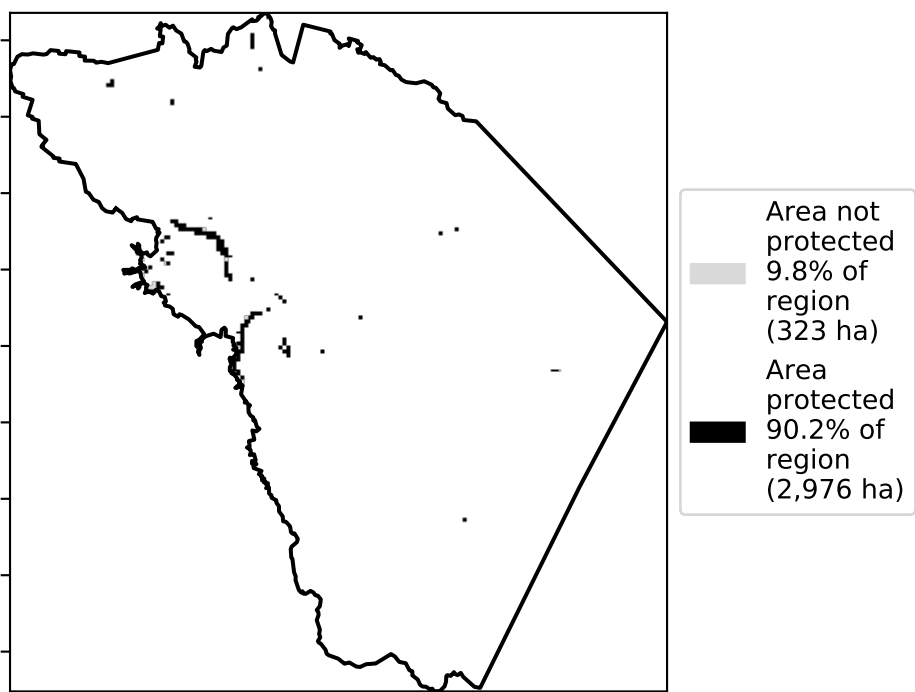 Area not
protected
9.8% of
region
(323 ha)
Area
protected
90.2% of
region
(2,976 ha)